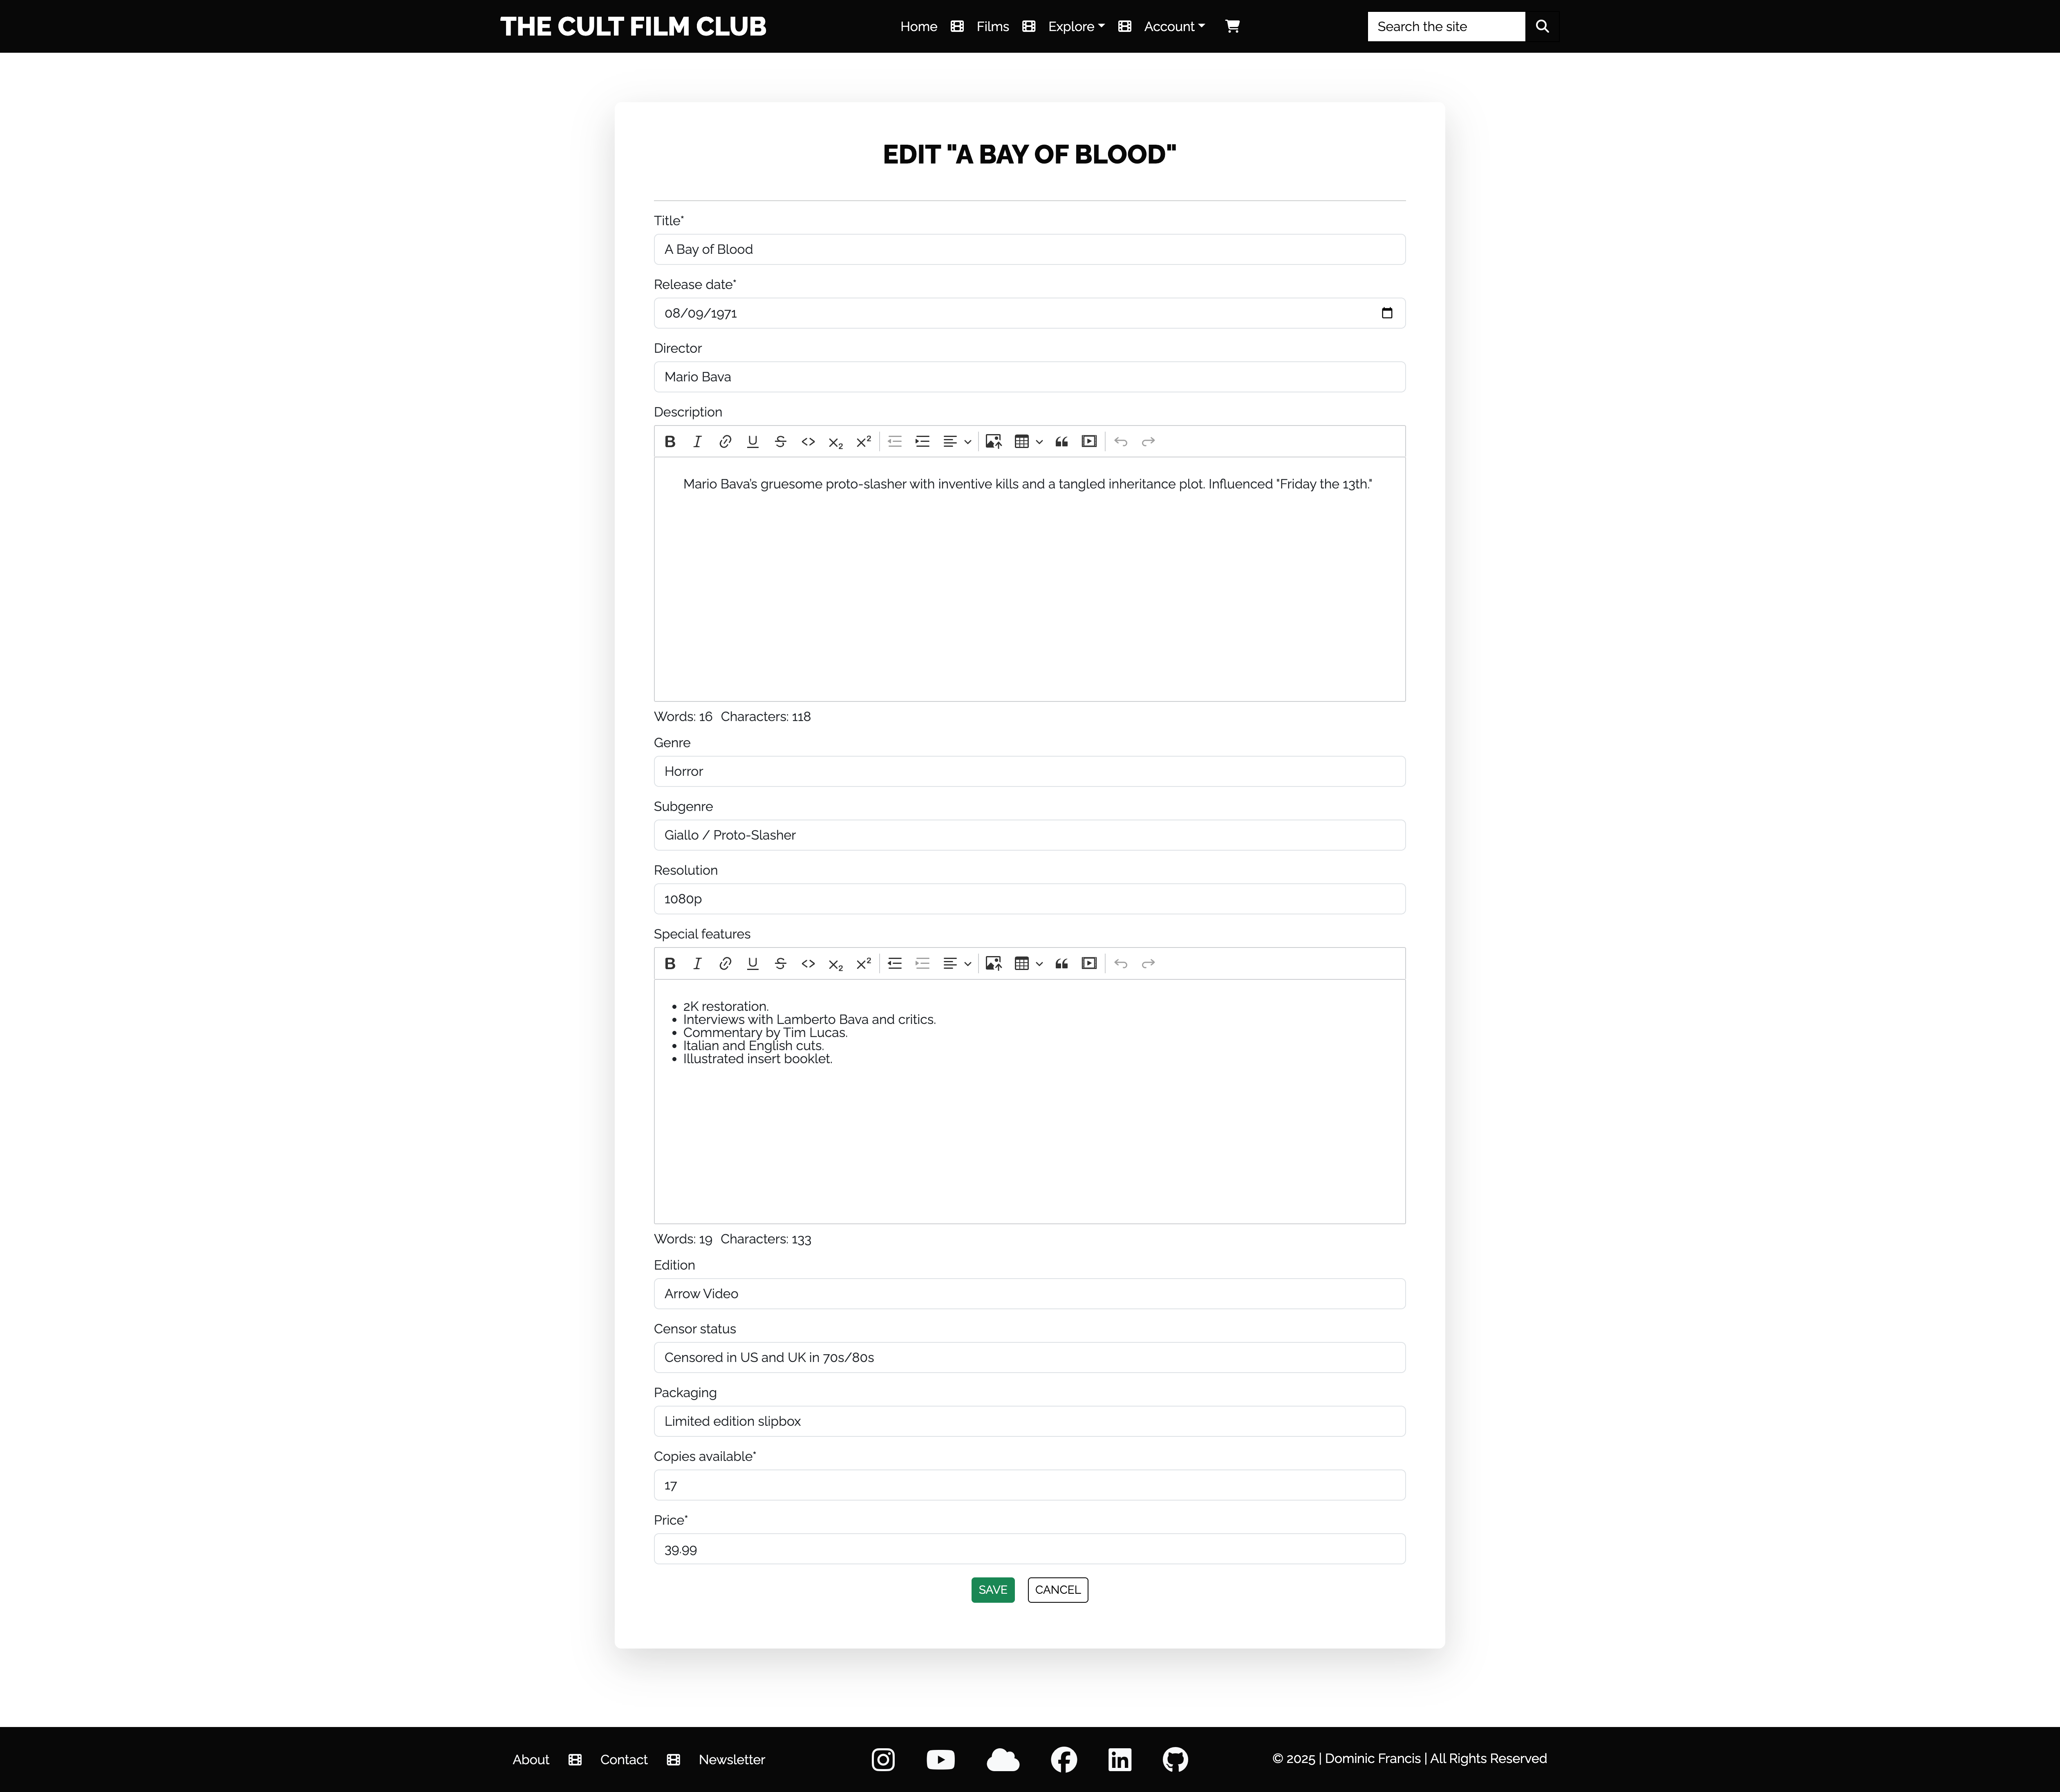 THE CULT FILM CLUB
Home Films Explore Account
Search the site
EDIT "A BAY OF BLOOD"
Title*
A Bay of Blood
Release date*
08/09/1971
Director
Mario Bava
Description
Mario Bava's gruesome proto-slasher with inventive kills and a tangled inheritance plot. Influenced "Friday the 13th."
Words: 16 Characters: 118
Genre
Horror
Subgenre
Giallo / Proto-Slasher
Resolution
1080p
Special features
• 2K restoration.
• Interviews with Lamberto Bava and critics.
• Commentary by Tim Lucas.
• Italian and English cuts.
• Illustrated insert booklet.
Words: 19 Characters: 133
Edition
Arrow Video
Censor status
Censored in US and UK in 70s/80s
Packaging
Limited edition slipbox
Copies available*
17
Price*
39.99
SAVE CANCEL
About Contact Newsletter
© 2025 | Dominic Francis | All Rights Reserved